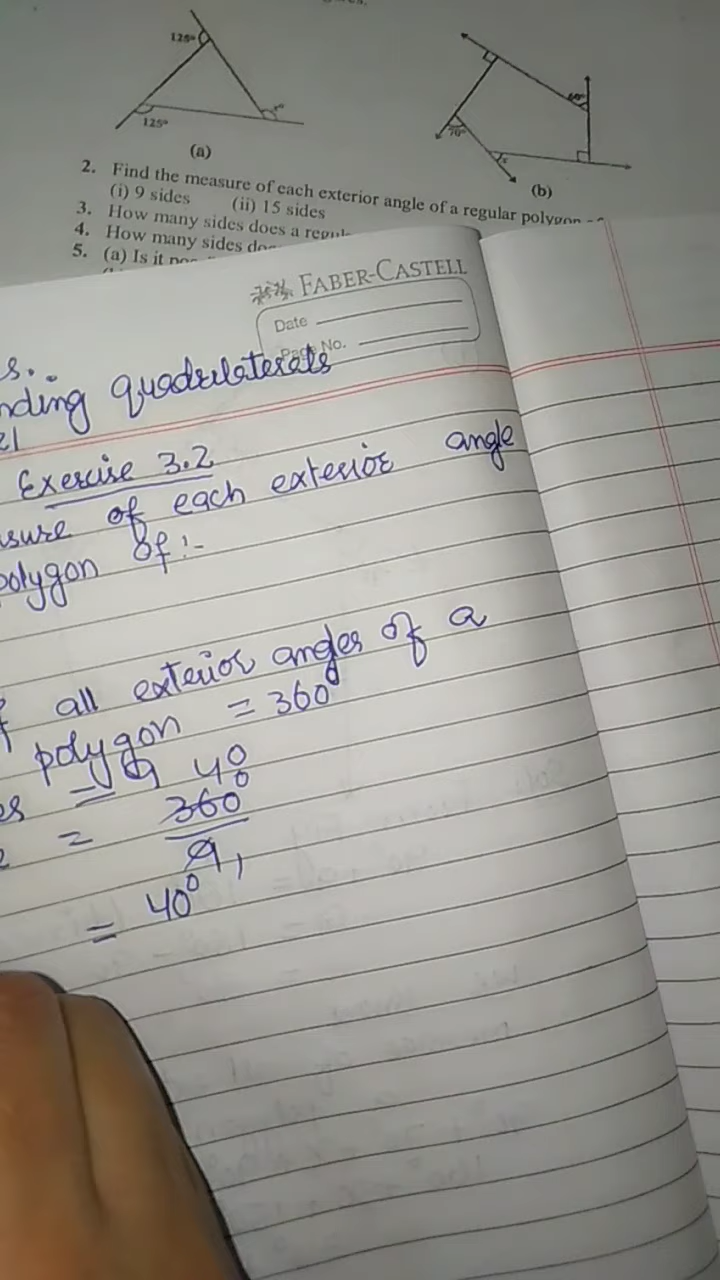 125°
125°
x°
(a)
60°
70°
x
(b)
2. Find the measure of each exterior angle of a regular polygon
(i) 9 sides (ii) 15 sides
3. How many sides does a
4. How many sides
5. (a) Is it
FABER-CASTELL
Date
Page No.
s.
nding quadrilaterals
Exercise 3.2
sure of each exterior angle
polygon of:-
all exterior angles of a
polygon = 360°
es = 9
40
= 360°
9 1
= 40°